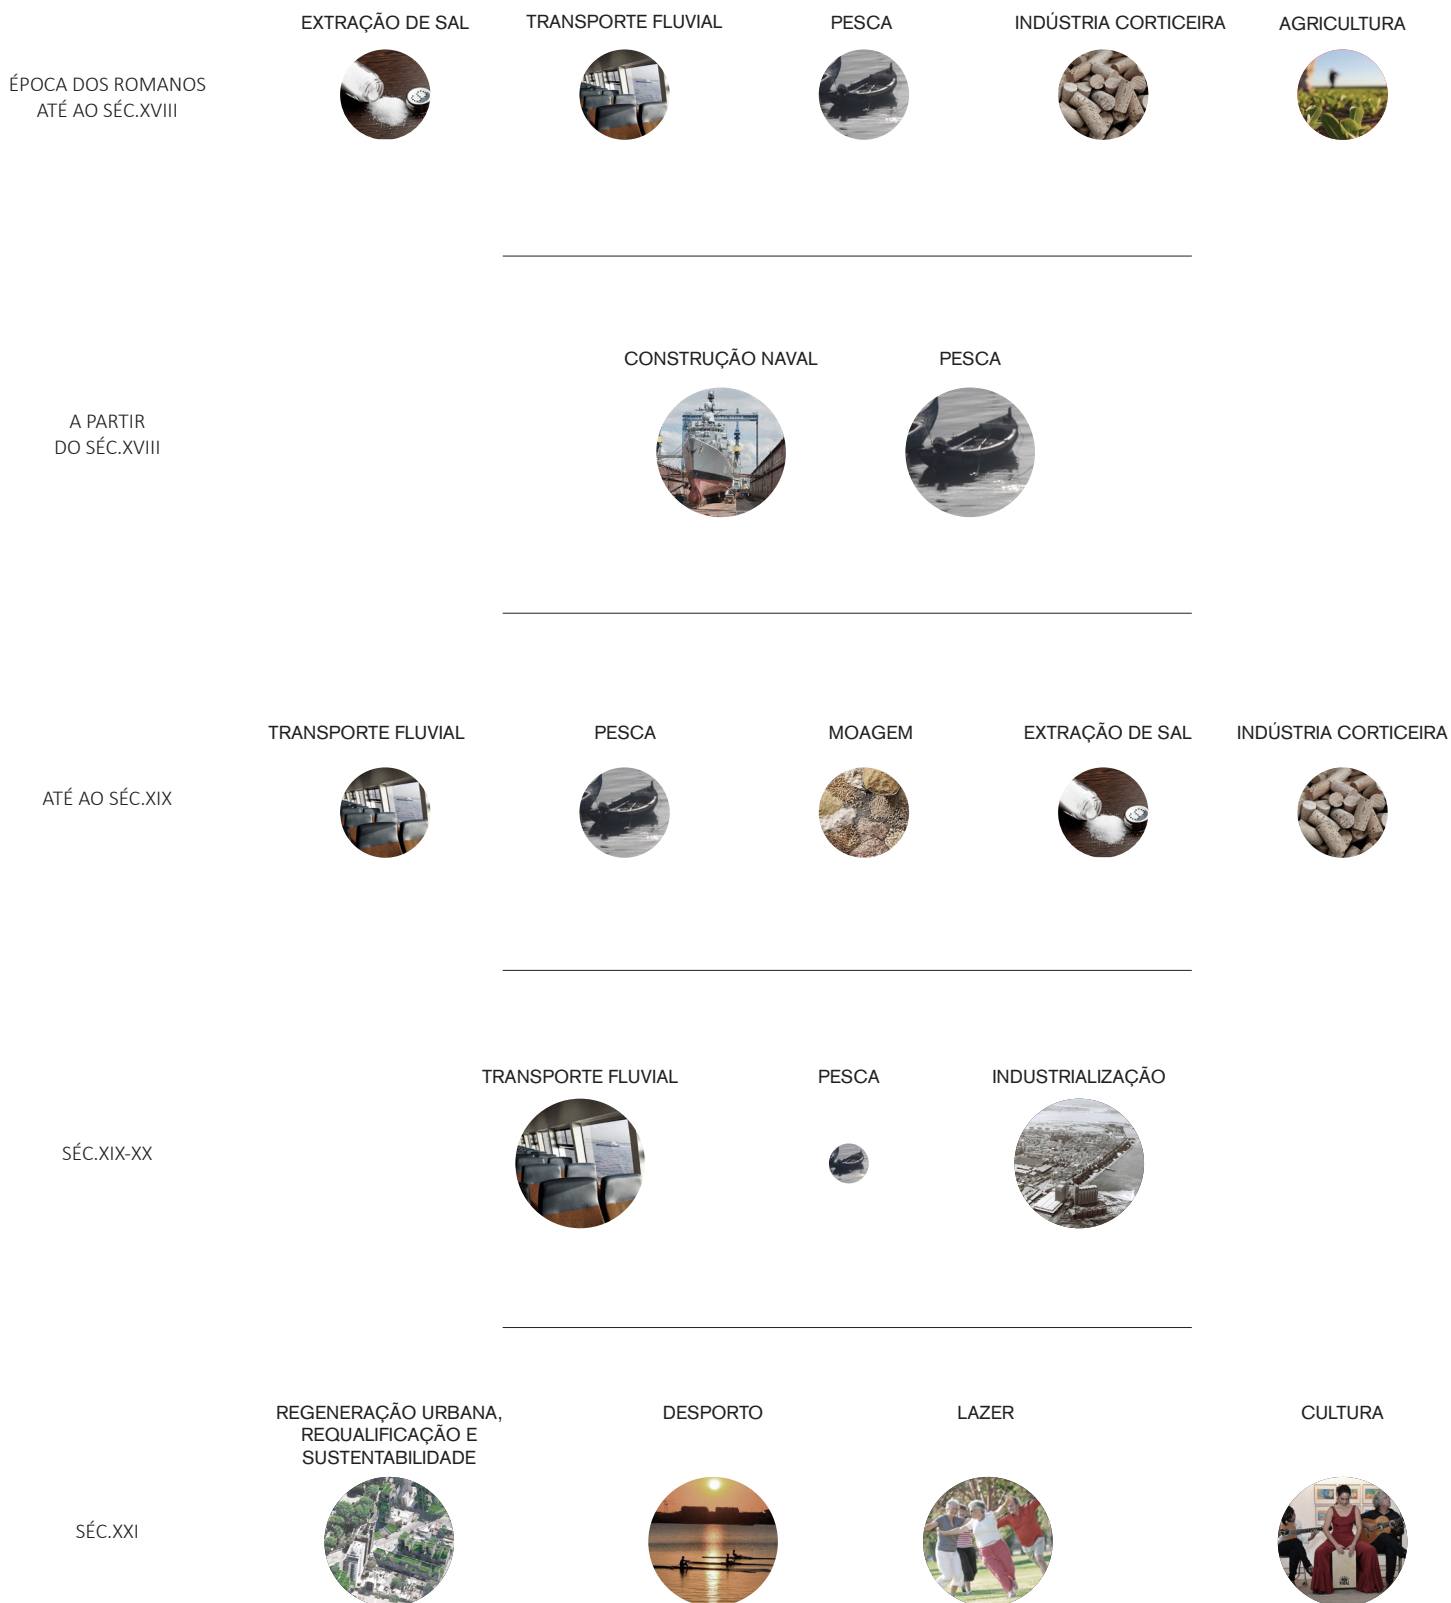 EXTRAÇÃO DE SAL
TRANSPORTE FLUVIAL
PESCA
INDÚSTRIA CORTICEIRA
AGRICULTURA
ÉPOCA DOS ROMANOS
ATÉ AO SÉC.XVIII
CONSTRUÇÃO NAVAL
PESCA
A PARTIR
DO SÉC.XVIII
TRANSPORTE FLUVIAL
PESCA
MOAGEM
EXTRAÇÃO DE SAL
INDÚSTRIA CORTICEIRA
ATÉ AO SÉC.XIX
TRANSPORTE FLUVIAL
PESCA
INDUSTRIALIZAÇÃO
SÉC.XIX-XX
REGENERAÇÃO URBANA,
REQUALIFICAÇÃO E
SUSTENTABILIDADE
DESPORTO
LAZER
CULTURA
SÉC.XXI